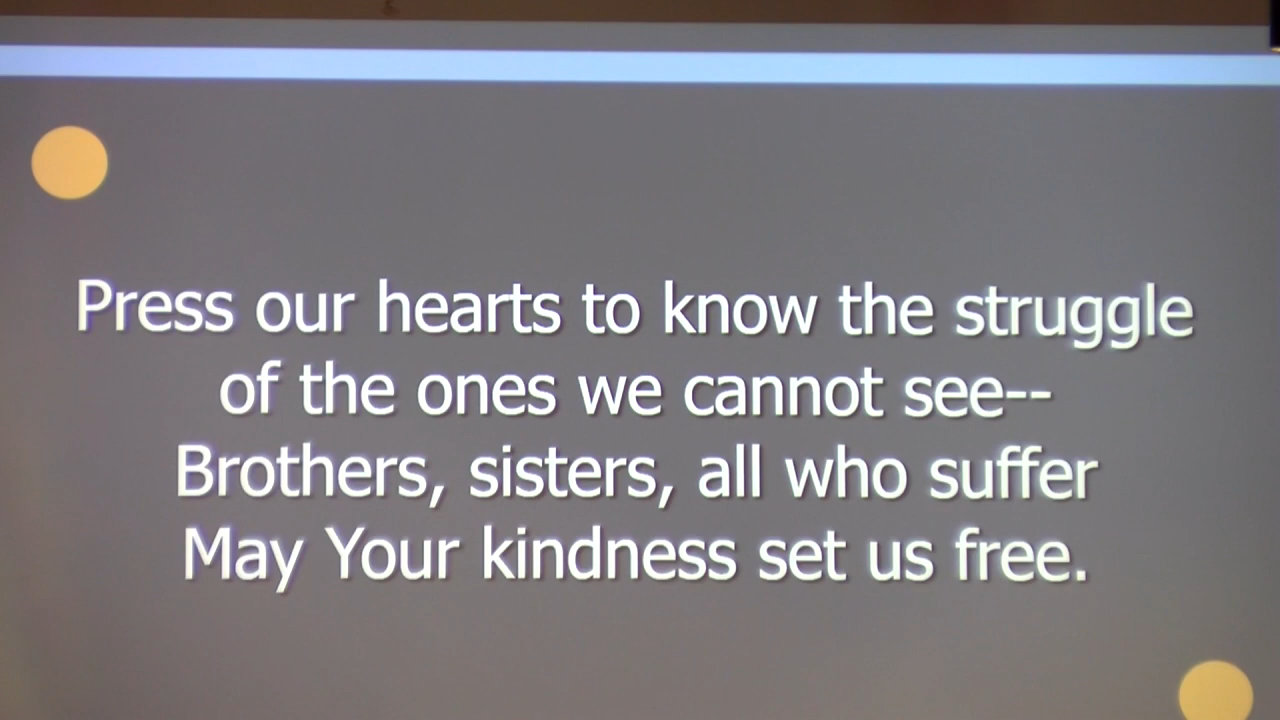 Press our hearts to know the struggle
of the ones we cannot see--
Brothers, sisters, all who suffer
May Your kindness set us free.